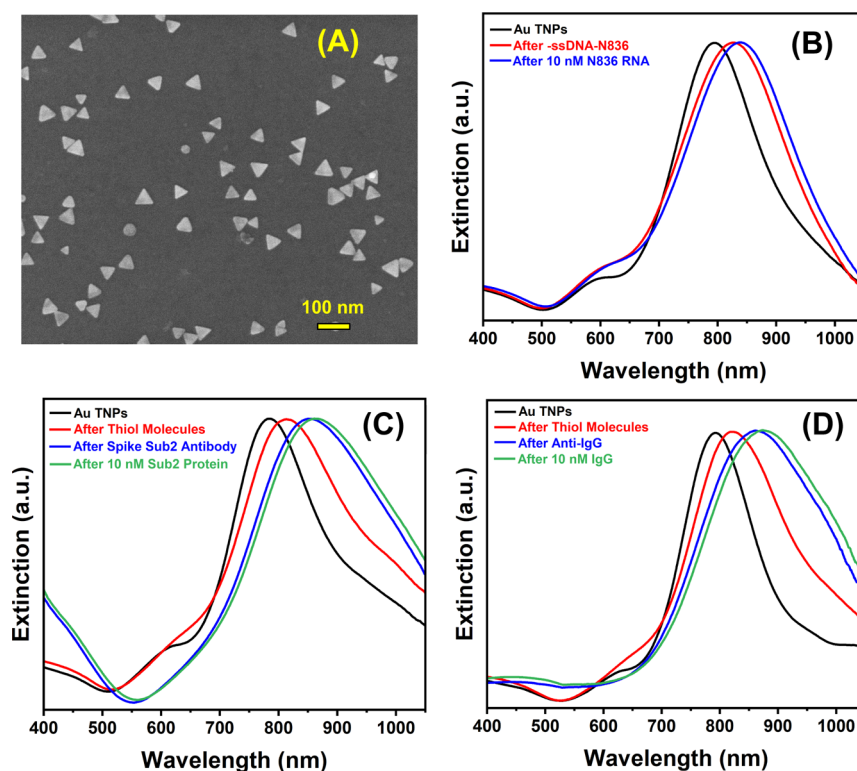 (A)
100 nm
(B)
Au TNPs
After -ssDNA-N836
After 10 nM N836 RNA
Extinction (a.u.)
400 500 600 700 800 900 1000
Wavelength (nm)
(C)
Au TNPs
After Thiol Molecules
After Spike Sub2 Antibody
After 10 nM Sub2 Protein
Extinction (a.u.)
400 500 600 700 800 900 1000
Wavelength (nm)
(D)
Au TNPs
After Thiol Molecules
After Anti-IgG
After 10 nM IgG
Extinction (a.u.)
400 500 600 700 800 900 1000
Wavelength (nm)